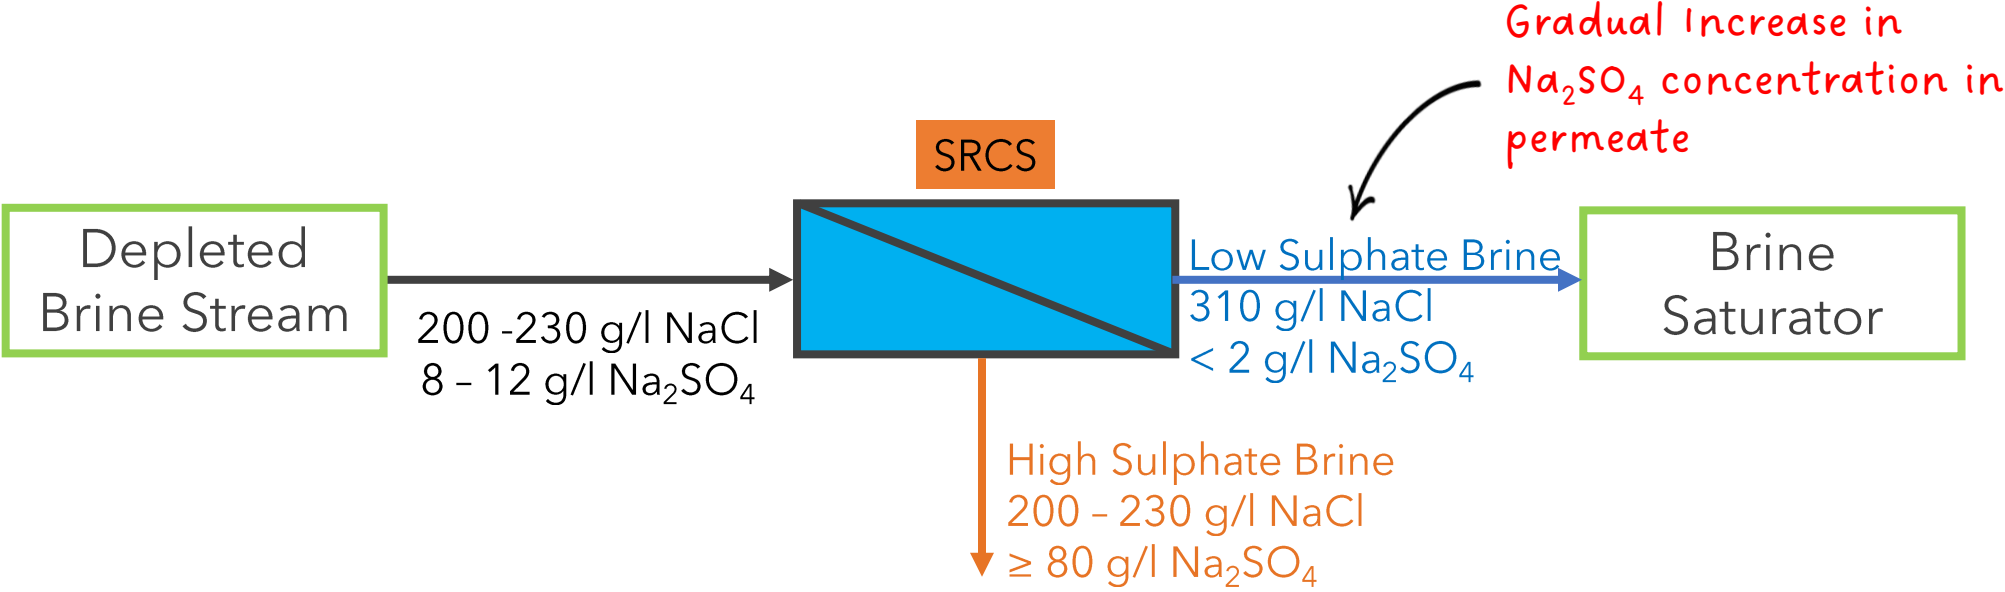 Gradual Increase in
Na₂SO₄ concentration in
permeate
SRCS
Depleted
Brine Stream
200 -230 g/l NaCl
8 – 12 g/l Na₂SO₄
Low Sulphate Brine
310 g/l NaCl
< 2 g/l Na₂SO₄
Brine
Saturator
High Sulphate Brine
200 – 230 g/l NaCl
≥ 80 g/l Na₂SO₄